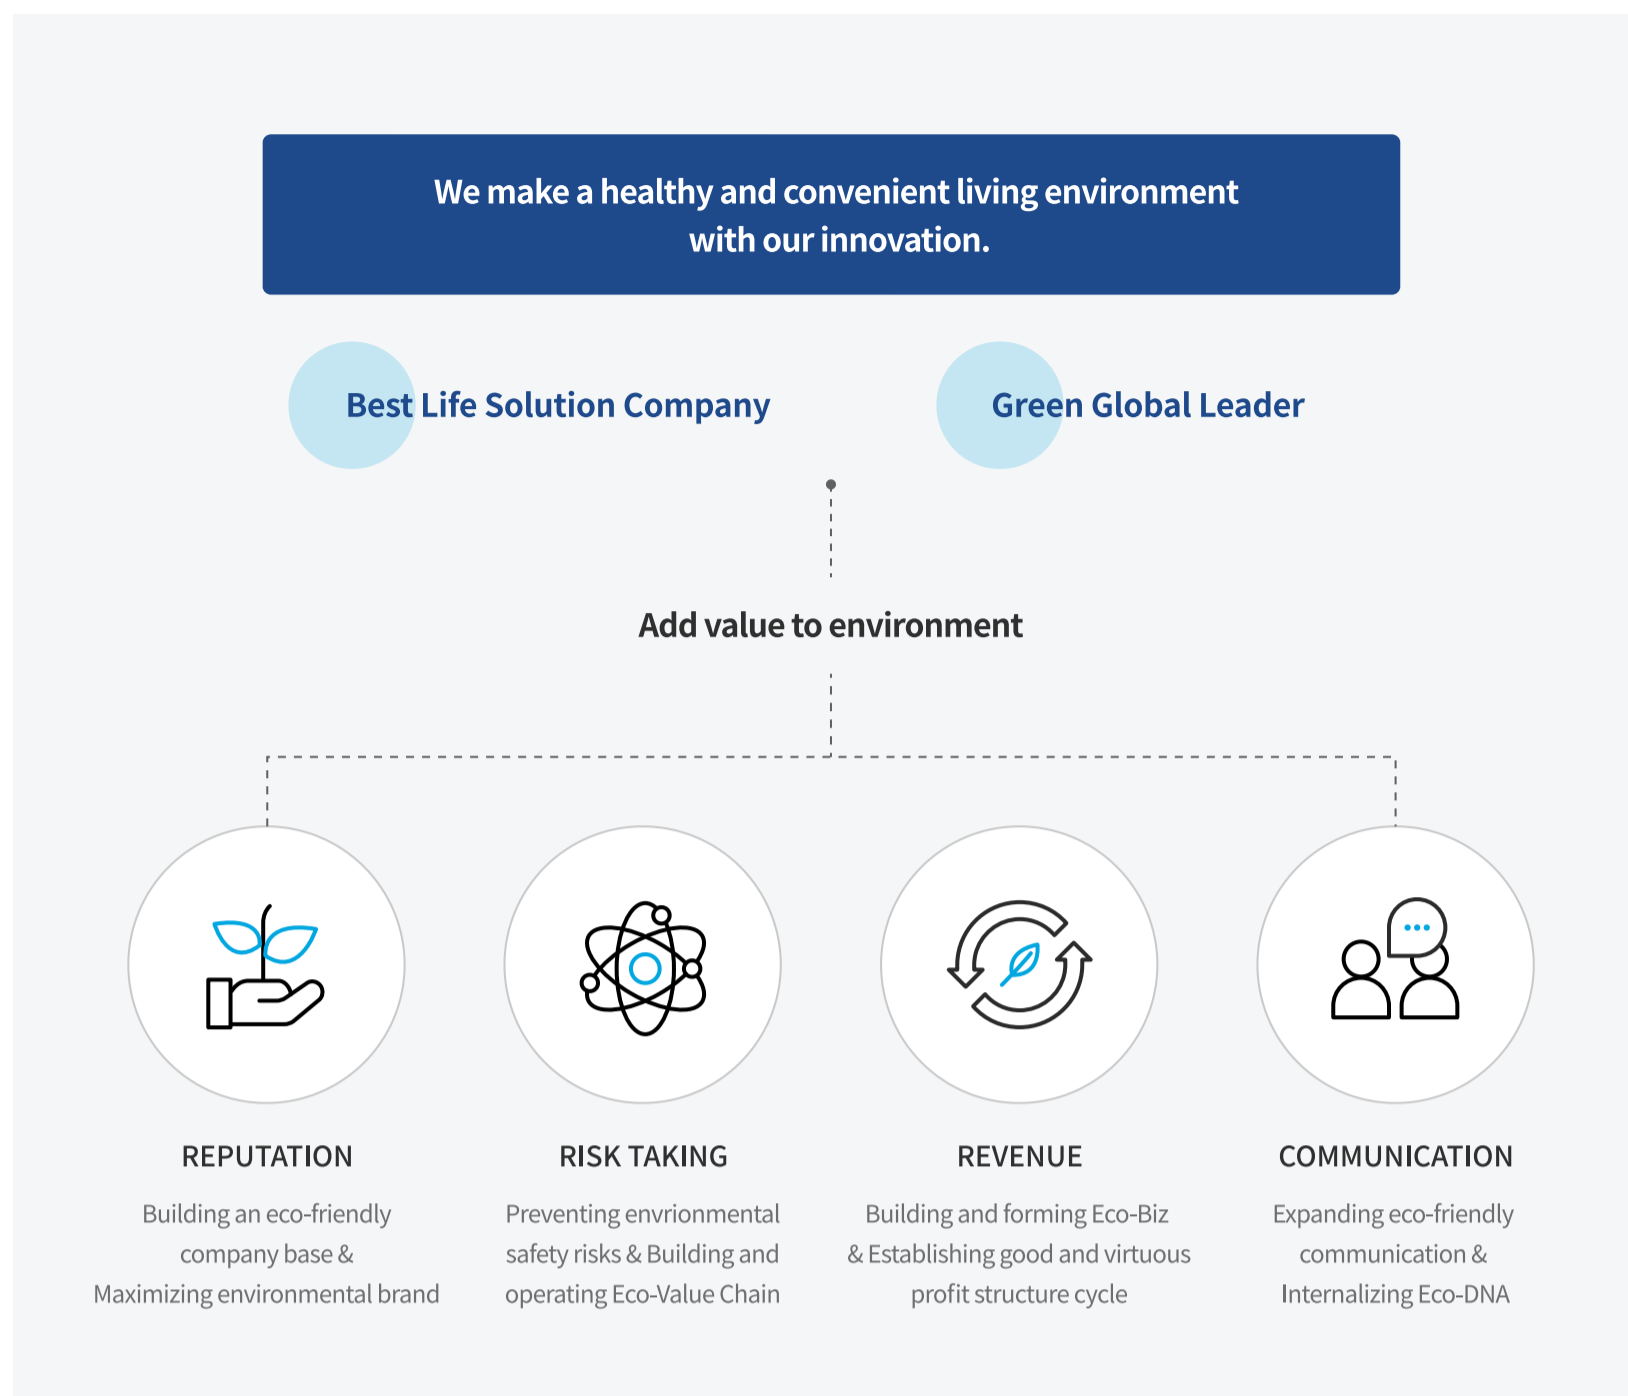 We make a healthy and convenient living environment
with our innovation.
Best Life Solution Company
Green Global Leader
Add value to environment
REPUTATION
Building an eco-friendly
company base &
Maximizing environmental brand
RISK TAKING
Preventing envrionmental
safety risks & Building and
operating Eco-Value Chain
REVENUE
Building and forming Eco-Biz
& Establishing good and virtuous
profit structure cycle
COMMUNICATION
Expanding eco-friendly
communication &
Internalizing Eco-DNA